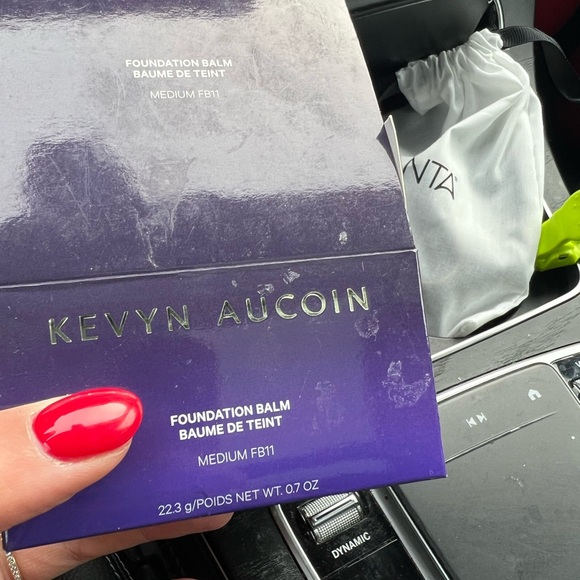 FOUNDATION BALM
BAUME DE TEINT
MEDIUM FB11
NTA
KEVYN AUCOIN
FOUNDATION BALM
BAUME DE TEINT
MEDIUM FB11
22.3 g/POIDS NET WT. 0.7 OZ
DYNAMIC